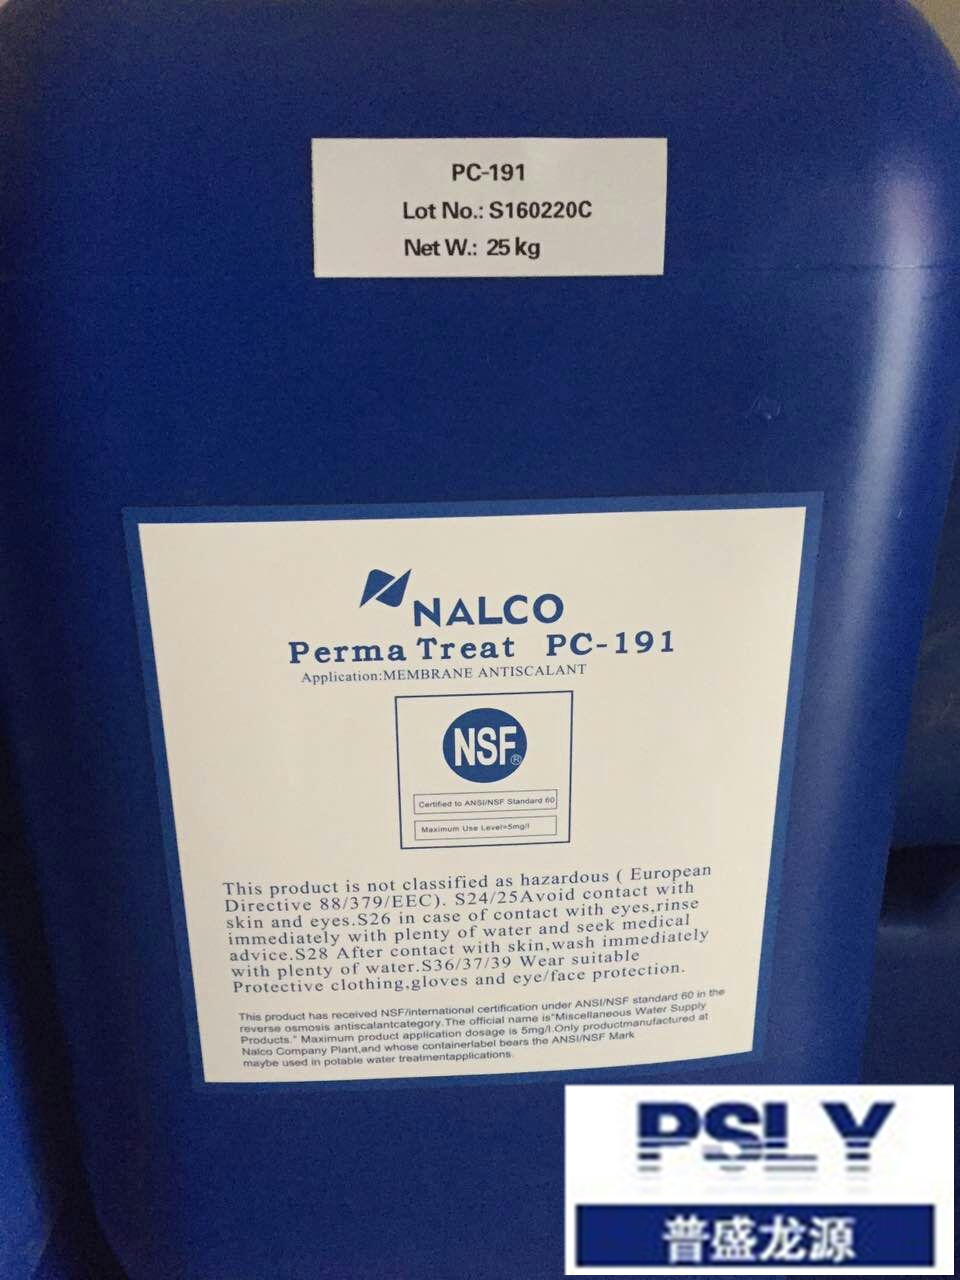 PC-191
Lot No.: S160220C
Net W.: 25 kg
NALCO
Perma Treat PC-191
Application:MEMBRANE ANTISCALANT
NSF®
Certified to ANSI/NSF Standard 60
Maximum Use Level=5mg/l
This product is not classified as hazardous ( European
Directive 88/379/EEC). S24/25Avoid contact with
skin and eyes.S26 in case of contact with eyes,rinse
immediately with plenty of water and seek medical
advice.S28 After contact with skin,wash immediately
with plenty of water.S36/37/39 Wear suitable
Protective clothing,gloves and eye/face protection.
This product has received NSF/international certification under ANSI/NSF standard 60 in the
reverse osmosis antiscalantcategory.The official name is"Miscellaneous Water Supply
Products." Maximum product application dosage is 5mg/l.Only productmanufactured at
Nalco Company Plant,and whose containerlabel bears the ANSI/NSF Mark
maybe used in potable water treatmentapplications.
PSLY
普盛龙源